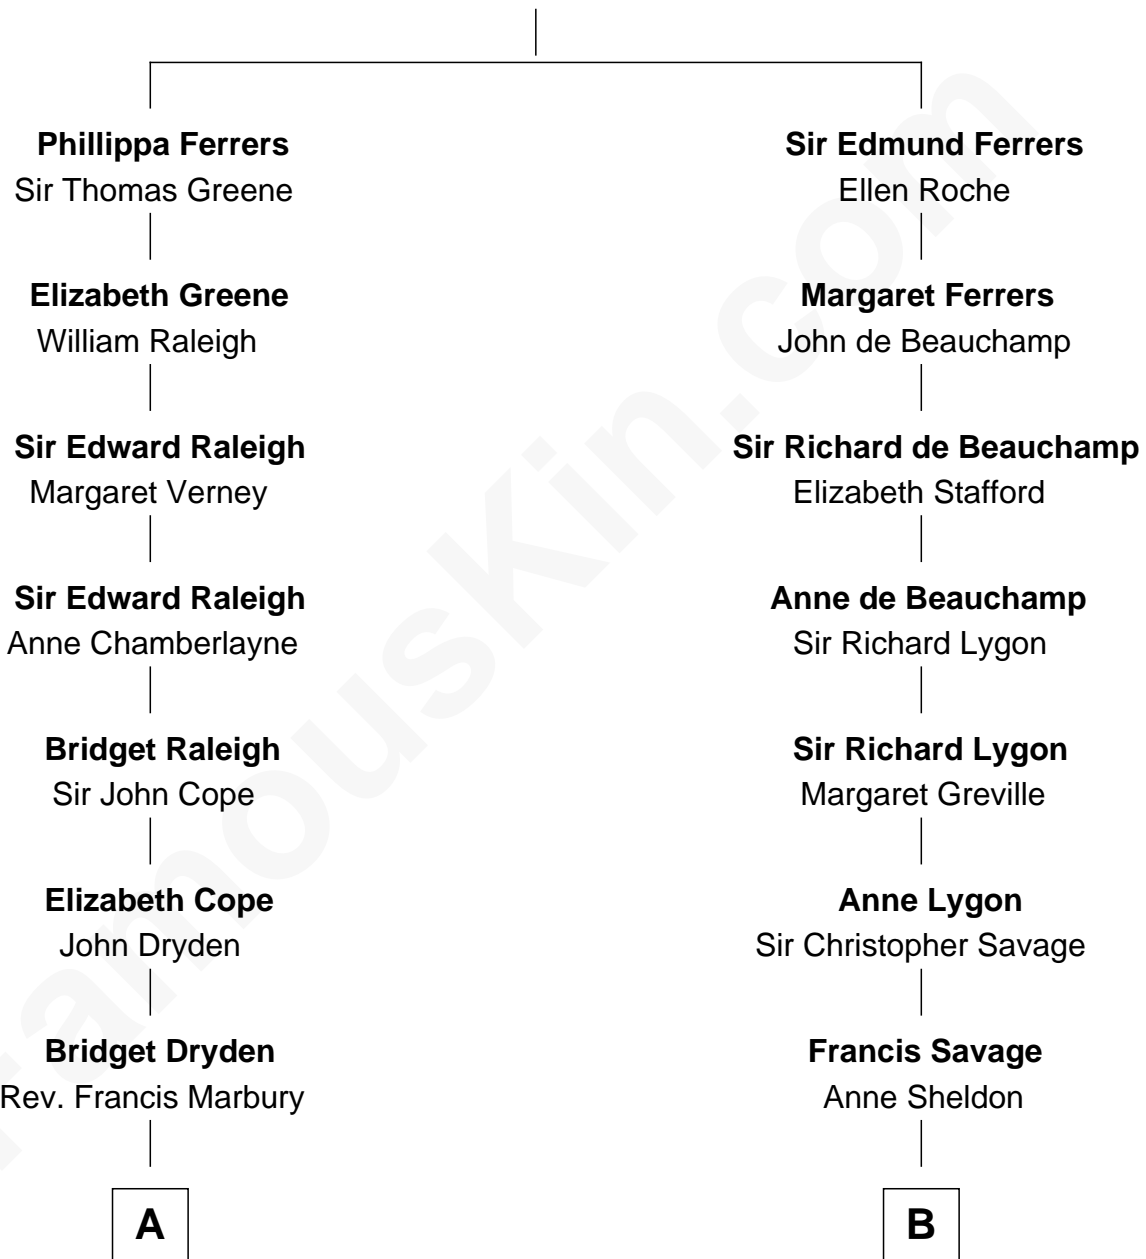 Phillippa Ferrers
Sir Thomas Greene
Elizabeth Greene
William Raleigh
Sir Edward Raleigh
Margaret Verney
Sir Edward Raleigh
Anne Chamberlayne
Bridget Raleigh
Sir John Cope
Elizabeth Cope
John Dryden
Bridget Dryden
Rev. Francis Marbury
A
Sir Edmund Ferrers
Ellen Roche
Margaret Ferrers
John de Beauchamp
Sir Richard de Beauchamp
Elizabeth Stafford
Anne de Beauchamp
Sir Richard Lygon
Sir Richard Lygon
Margaret Greville
Anne Lygon
Sir Christopher Savage
Francis Savage
Anne Sheldon
B
FamousKin.com